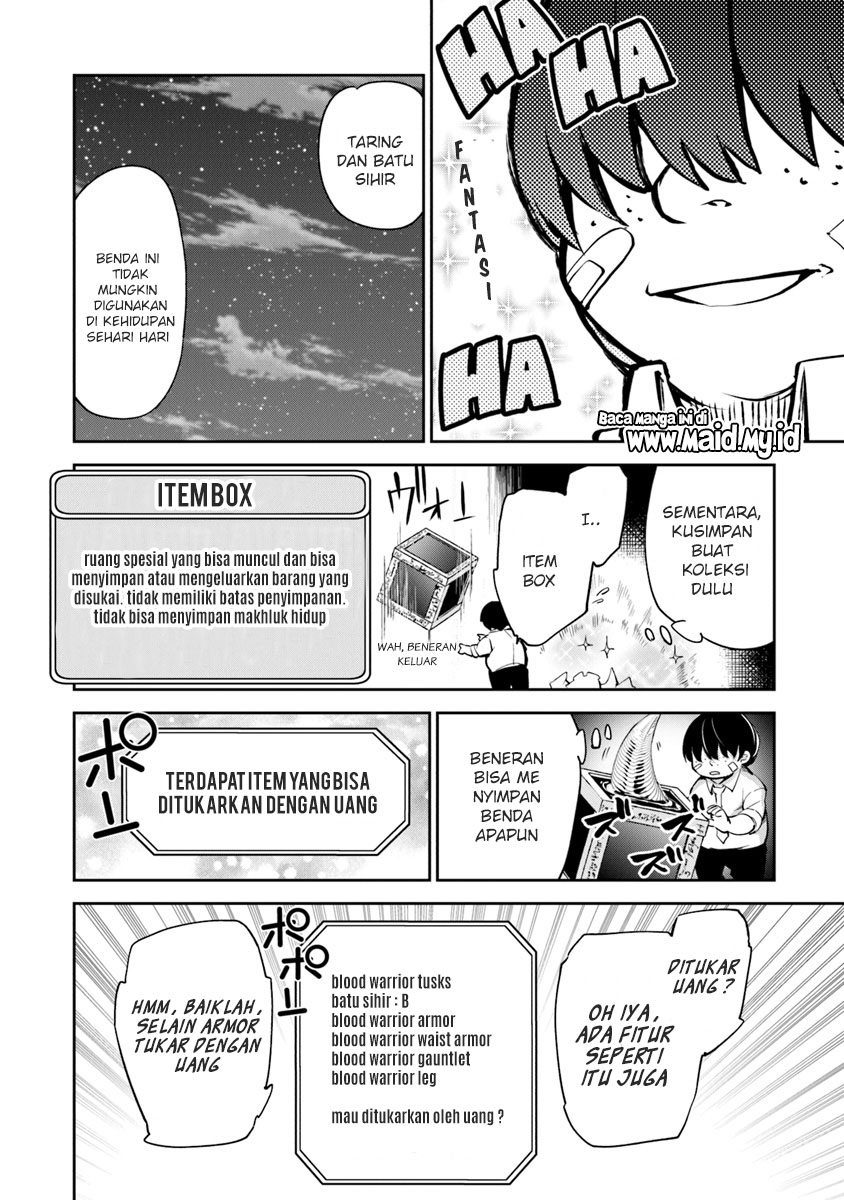 HA
HA
FANTASI
HA
Baca Manga ini di
www.Maid.My.id
TARING
DAN BATU
SIHIR
BENDA INI
TIDAK
MUNGKIN
DIGUNAKAN
DI KEHIDUPAN
SEHARI HARI
SEMENTARA,
KUSIMPAN
BUAT
KOLEKSI
DULU
I..
ITEM
BOX
ヴォン!
WAH, BENERAN
KELUAR
ITEM BOX
ruang spesial yang bisa muncul dan bisa
menyimpan atau mengeluarkan barang yang
disukai. tidak memiliki batas penyimpanan.
tidak bisa menyimpan makhluk hidup
ズズズ
BENERAN
BISA ME
NYIMPAN
BENDA
APAPUN
ポー
TERDAPAT ITEM YANG BISA
DITUKARKAN DENGAN UANG
DITUKAR
UANG?
OH IYA,
ADA FITUR
SEPERTI
ITU JUGA
ポポー
blood warrior tusks
batu sihir : B
blood warrior armor
blood warrior waist armor
blood warrior gauntlet
blood warrior leg
mau ditukarkan oleh uang ?
HMM, BAIKLAH,
SELAIN ARMOR
TUKAR DENGAN
UANG